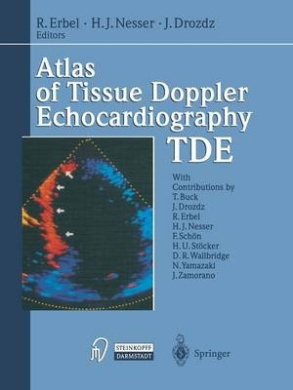 R. Erbel · H. J. Nesser · J. Drozdz
Editors
Atlas
of Tissue Doppler
Echocardiography
TDE
With
Contributions by
T. Buck
J. Drozdz
R. Erbel
H. J. Nesser
F. Schön
H. U. Stöcker
D. R. Wallbridge
N. Yamazaki
J. Zamorano
STEINKOPFF
DARMSTADT
Springer